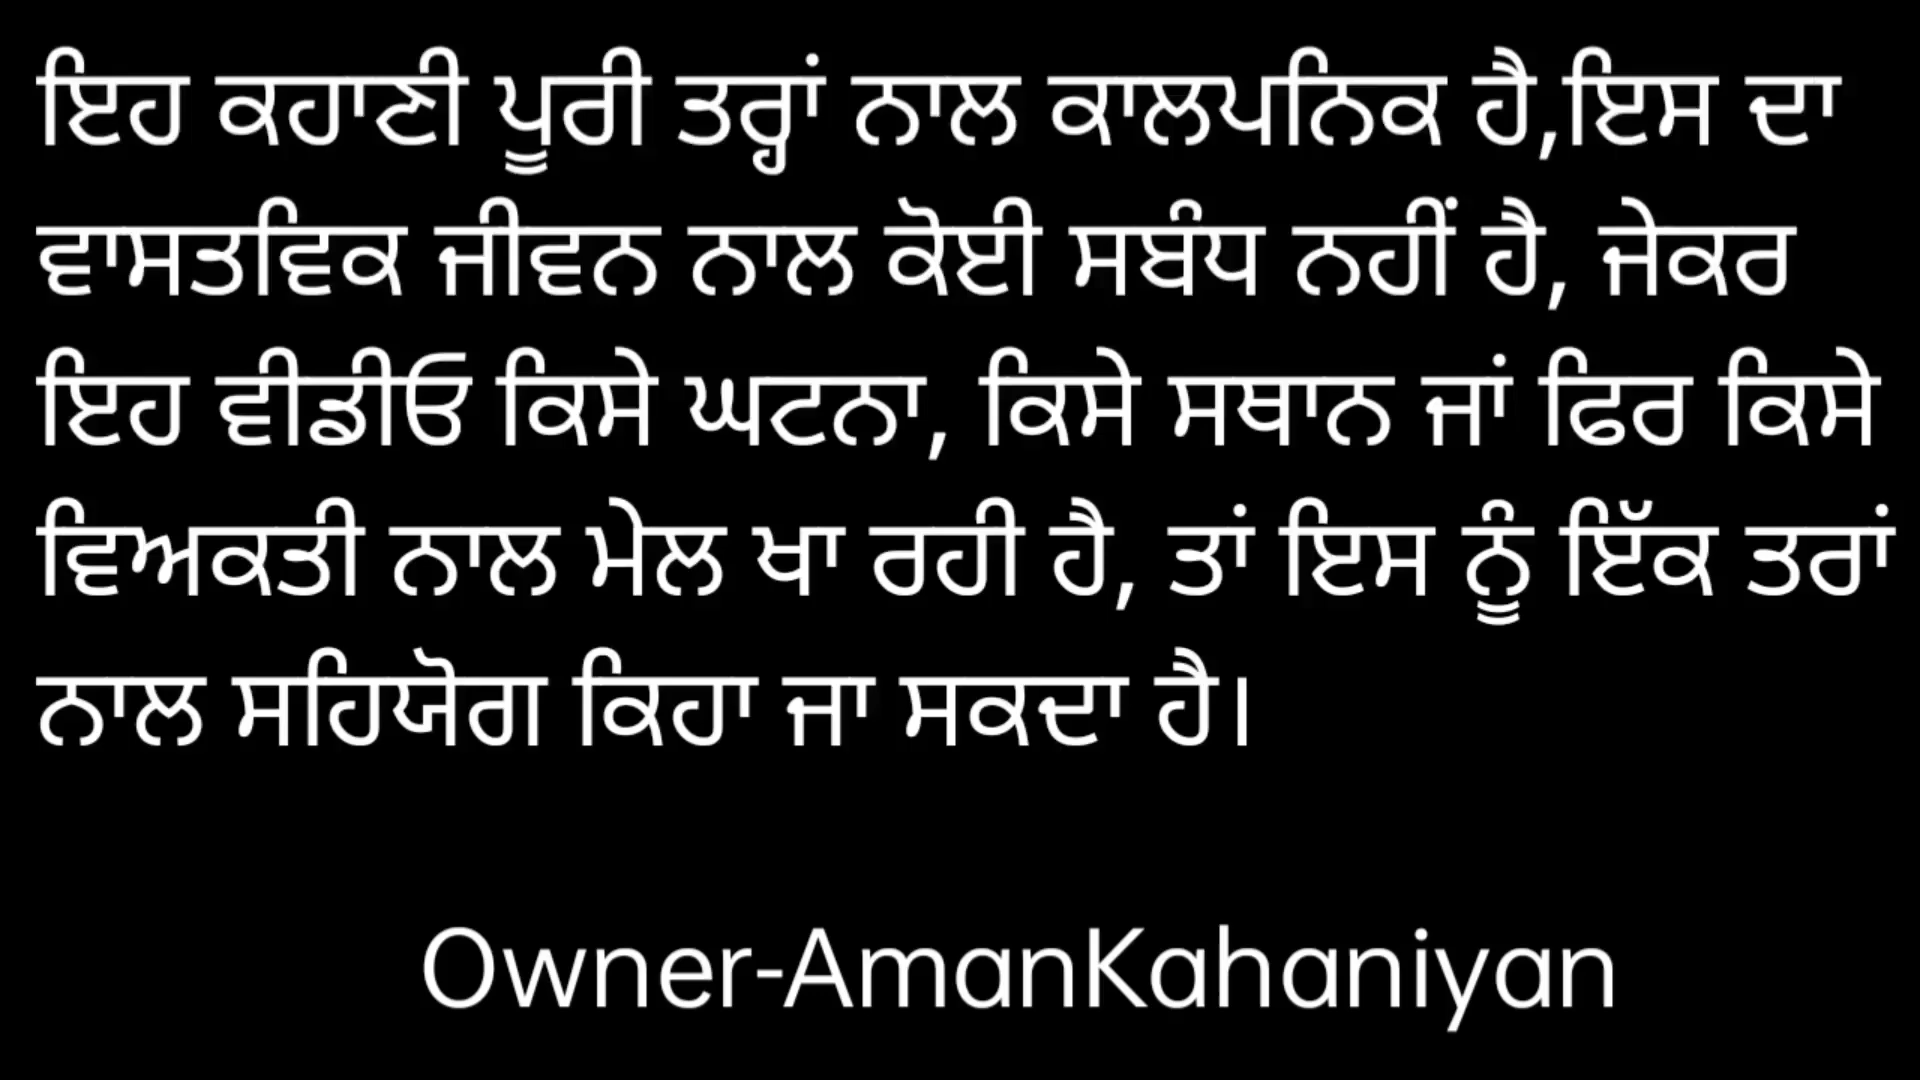 ਇਹ ਕਹਾਣੀ ਪੂਰੀ ਤਰ੍ਹਾਂ ਨਾਲ ਕਾਲਪਨਿਕ ਹੈ,ਇਸ ਦਾ
ਵਾਸਤਵਿਕ ਜੀਵਨ ਨਾਲ ਕੋਈ ਸਬੰਧ ਨਹੀਂ ਹੈ, ਜੇਕਰ
ਇਹ ਵੀਡੀਓ ਕਿਸੇ ਘਟਨਾ, ਕਿਸੇ ਸਥਾਨ ਜਾਂ ਫਿਰ ਕਿਸੇ
ਵਿਅਕਤੀ ਨਾਲ ਮੇਲ ਖਾ ਰਹੀ ਹੈ, ਤਾਂ ਇਸ ਨੂੰ ਇੱਕ ਤਰਾਂ
ਨਾਲ ਸਹਿਯੋਗ ਕਿਹਾ ਜਾ ਸਕਦਾ ਹੈ।
Owner-AmanKahaniyan